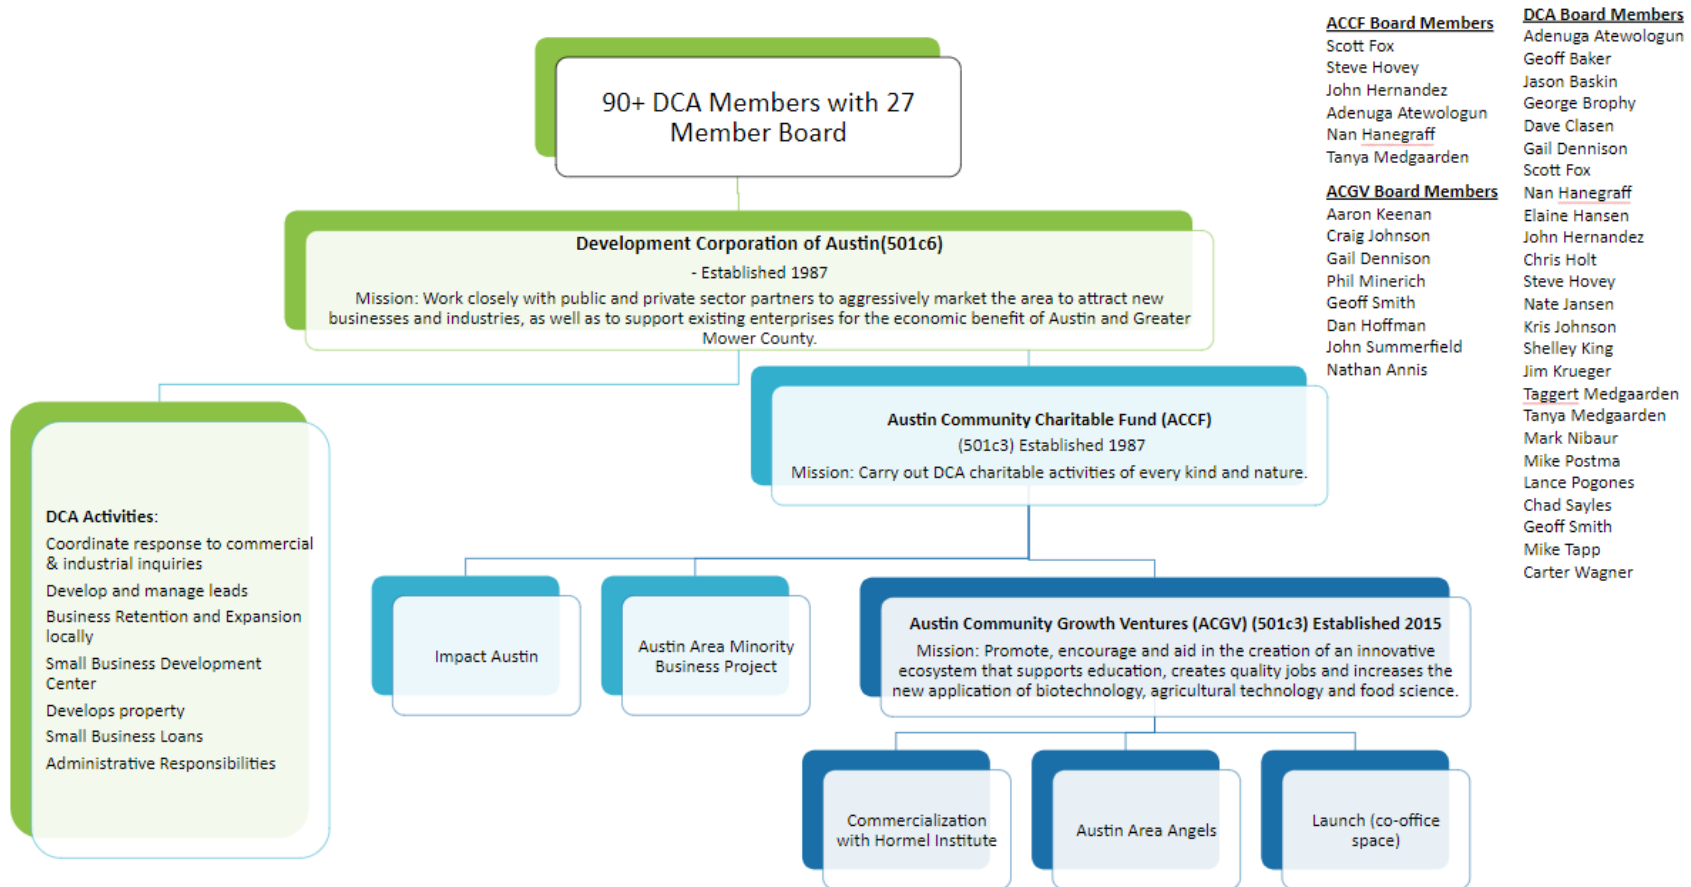 90+ DCA Members with 27
Member Board
Development Corporation of Austin(501c6)
- Established 1987
Mission: Work closely with public and private sector partners to aggressively market the area to attract new
businesses and industries, as well as to support existing enterprises for the economic benefit of Austin and Greater
Mower County.
DCA Activities:
Coordinate response to commercial
& industrial inquiries
Develop and manage leads
Business Retention and Expansion
locally
Small Business Development
Center
Develops property
Small Business Loans
Administrative Responsibilities
Austin Community Charitable Fund (ACCF)
(501c3) Established 1987
Mission: Carry out DCA charitable activities of every kind and nature.
Impact Austin
Austin Area Minority
Business Project
Austin Community Growth Ventures (ACGV) (501c3) Established 2015
Mission: Promote, encourage and aid in the creation of an innovative
ecosystem that supports education, creates quality jobs and increases the
new application of biotechnology, agricultural technology and food science.
Commercialization
with Hormel Institute
Austin Area Angels
Launch (co-office
space)
ACCF Board Members
Scott Fox
Steve Hovey
John Hernandez
Adenuga Atewologun
Nan Hanegraff
Tanya Medgaarden
ACGV Board Members
Aaron Keenan
Craig Johnson
Gail Dennison
Phil Minerich
Geoff Smith
Dan Hoffman
John Summerfield
Nathan Annis
DCA Board Members
Adenuga Atewologun
Geoff Baker
Jason Baskin
George Brophy
Dave Clasen
Gail Dennison
Scott Fox
Nan Hanegraff
Elaine Hansen
John Hernandez
Chris Holt
Steve Hovey
Nate Jansen
Kris Johnson
Shelley King
Jim Krueger
Taggert Medgaarden
Tanya Medgaarden
Mark Nibaur
Mike Postma
Lance Pogones
Chad Sayles
Geoff Smith
Mike Tapp
Carter Wagner